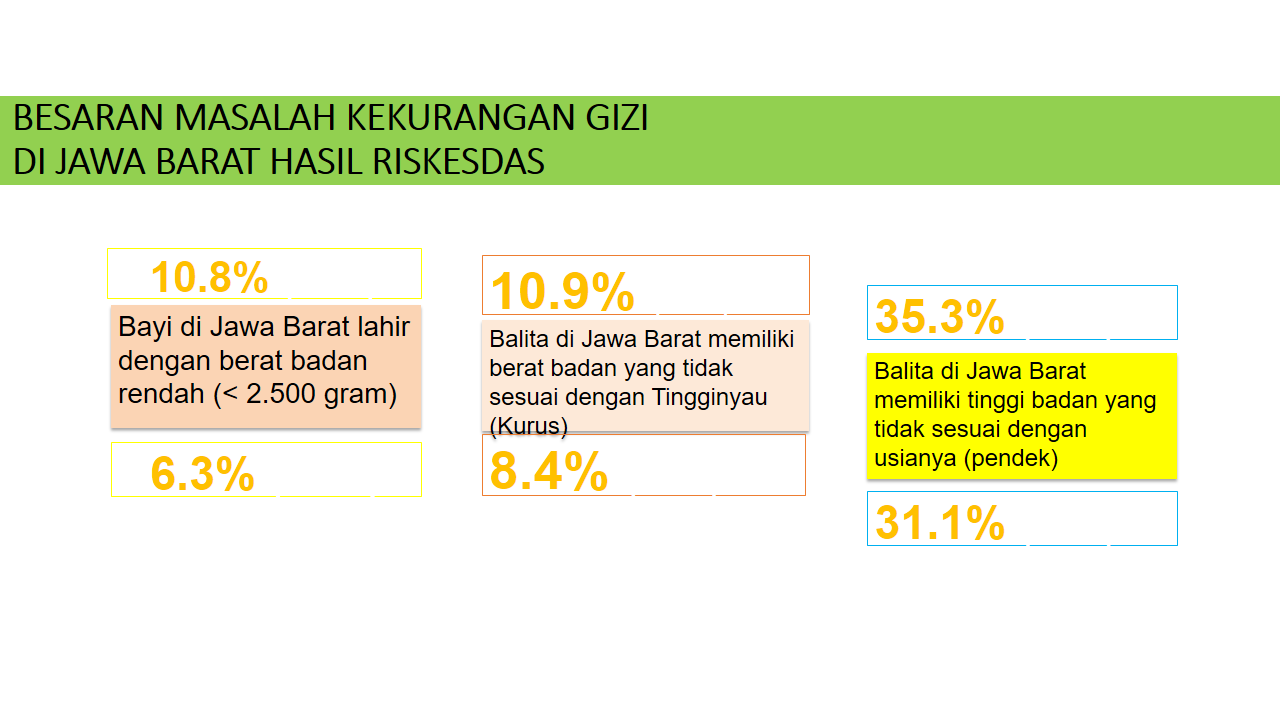 BESARAN MASALAH KEKURANGAN GIZI
DI JAWA BARAT HASIL RISKESDAS
10.8%
Bayi di Jawa Barat lahir
dengan berat badan
rendah (< 2.500 gram)
6.3%
10.9%
Balita di Jawa Barat memiliki
berat badan yang tidak
sesuai dengan Tingginyau
(Kurus)
8.4%
35.3%
Balita di Jawa Barat
memiliki tinggi badan yang
tidak sesuai dengan
usianya (pendek)
31.1%